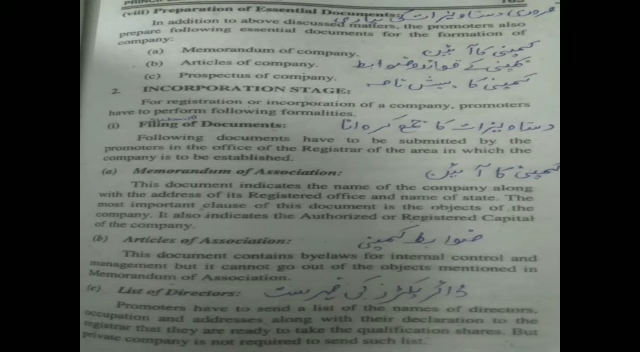 (viii) Preparation of Essential Documents: ضروری دستاویزات کی تیاری
In addition to above discussed matters, the promoters also
prepare following essential documents for the formation of
company:
(a) Memorandum of company. کمپنی کا آئین
(b) Articles of company. کمپنی کے قواعد و ضوابط
(c) Prospectus of company. کمپنی کا پیش نامہ
2. INCORPORATION STAGE:
For registration or incorporation of a company, promoters
have to perform following formalities.
(i) Filing of Documents: دستاویزات کا جمع کروانا
Following documents have to be submitted by the
promoters in the office of the Registrar of the area in which the
company is to be established.
(a) Memorandum of Association: کمپنی کا آئین
This document indicates the name of the company along
with the address of its Registered office and name of state. The
most important clause of this document is the objects of the
company. It also indicates the Authorized or Registered Capital
of the company.
(b) Articles of Association: ضوابط کمپنی
This document contains byelaws for internal control and
management but it cannot go out of the objects mentioned in
Memorandum of Association.
(c) List of Directors: ڈائریکٹرز کی فہرست
Promoters have to send a list of the names of directors,
occupation and addresses along with their declaration to the
registrar that they are ready to take the qualification shares. But
private company is not required to send such list.